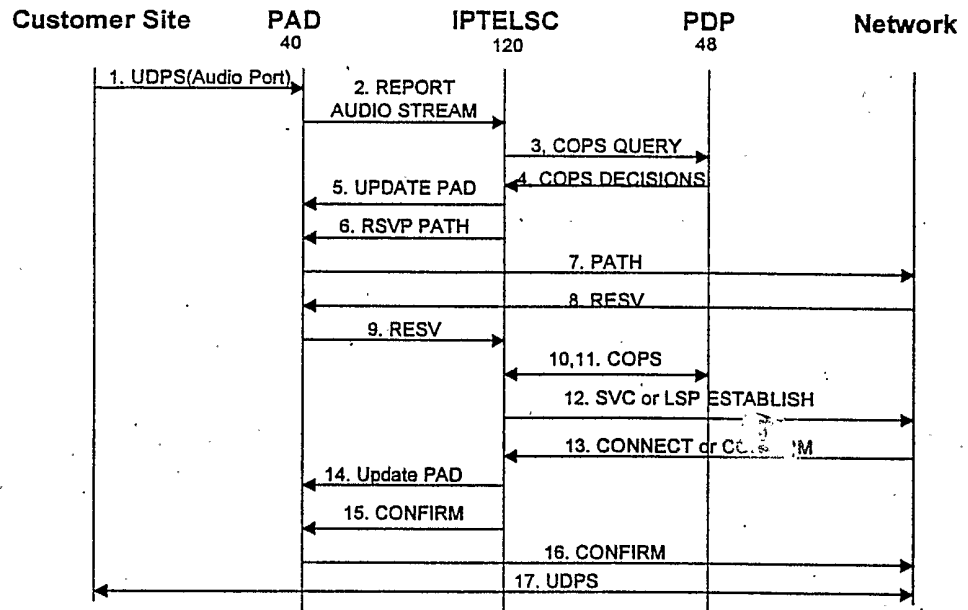 Customer Site PAD IPTELSC PDP Network
40 120 48
1. UDPS(Audio Port)
2. REPORT
AUDIO STREAM
3, COPS QUERY
4. COPS DECISIONS
5. UPDATE PAD
6. RSVP PATH
7. PATH
8. RESV
9. RESV
10,11. COPS
12. SVC or LSP ESTABLISH
13. CONNECT or
14. Update PAD
15. CONFIRM
16. CONFIRM
17. UDPS